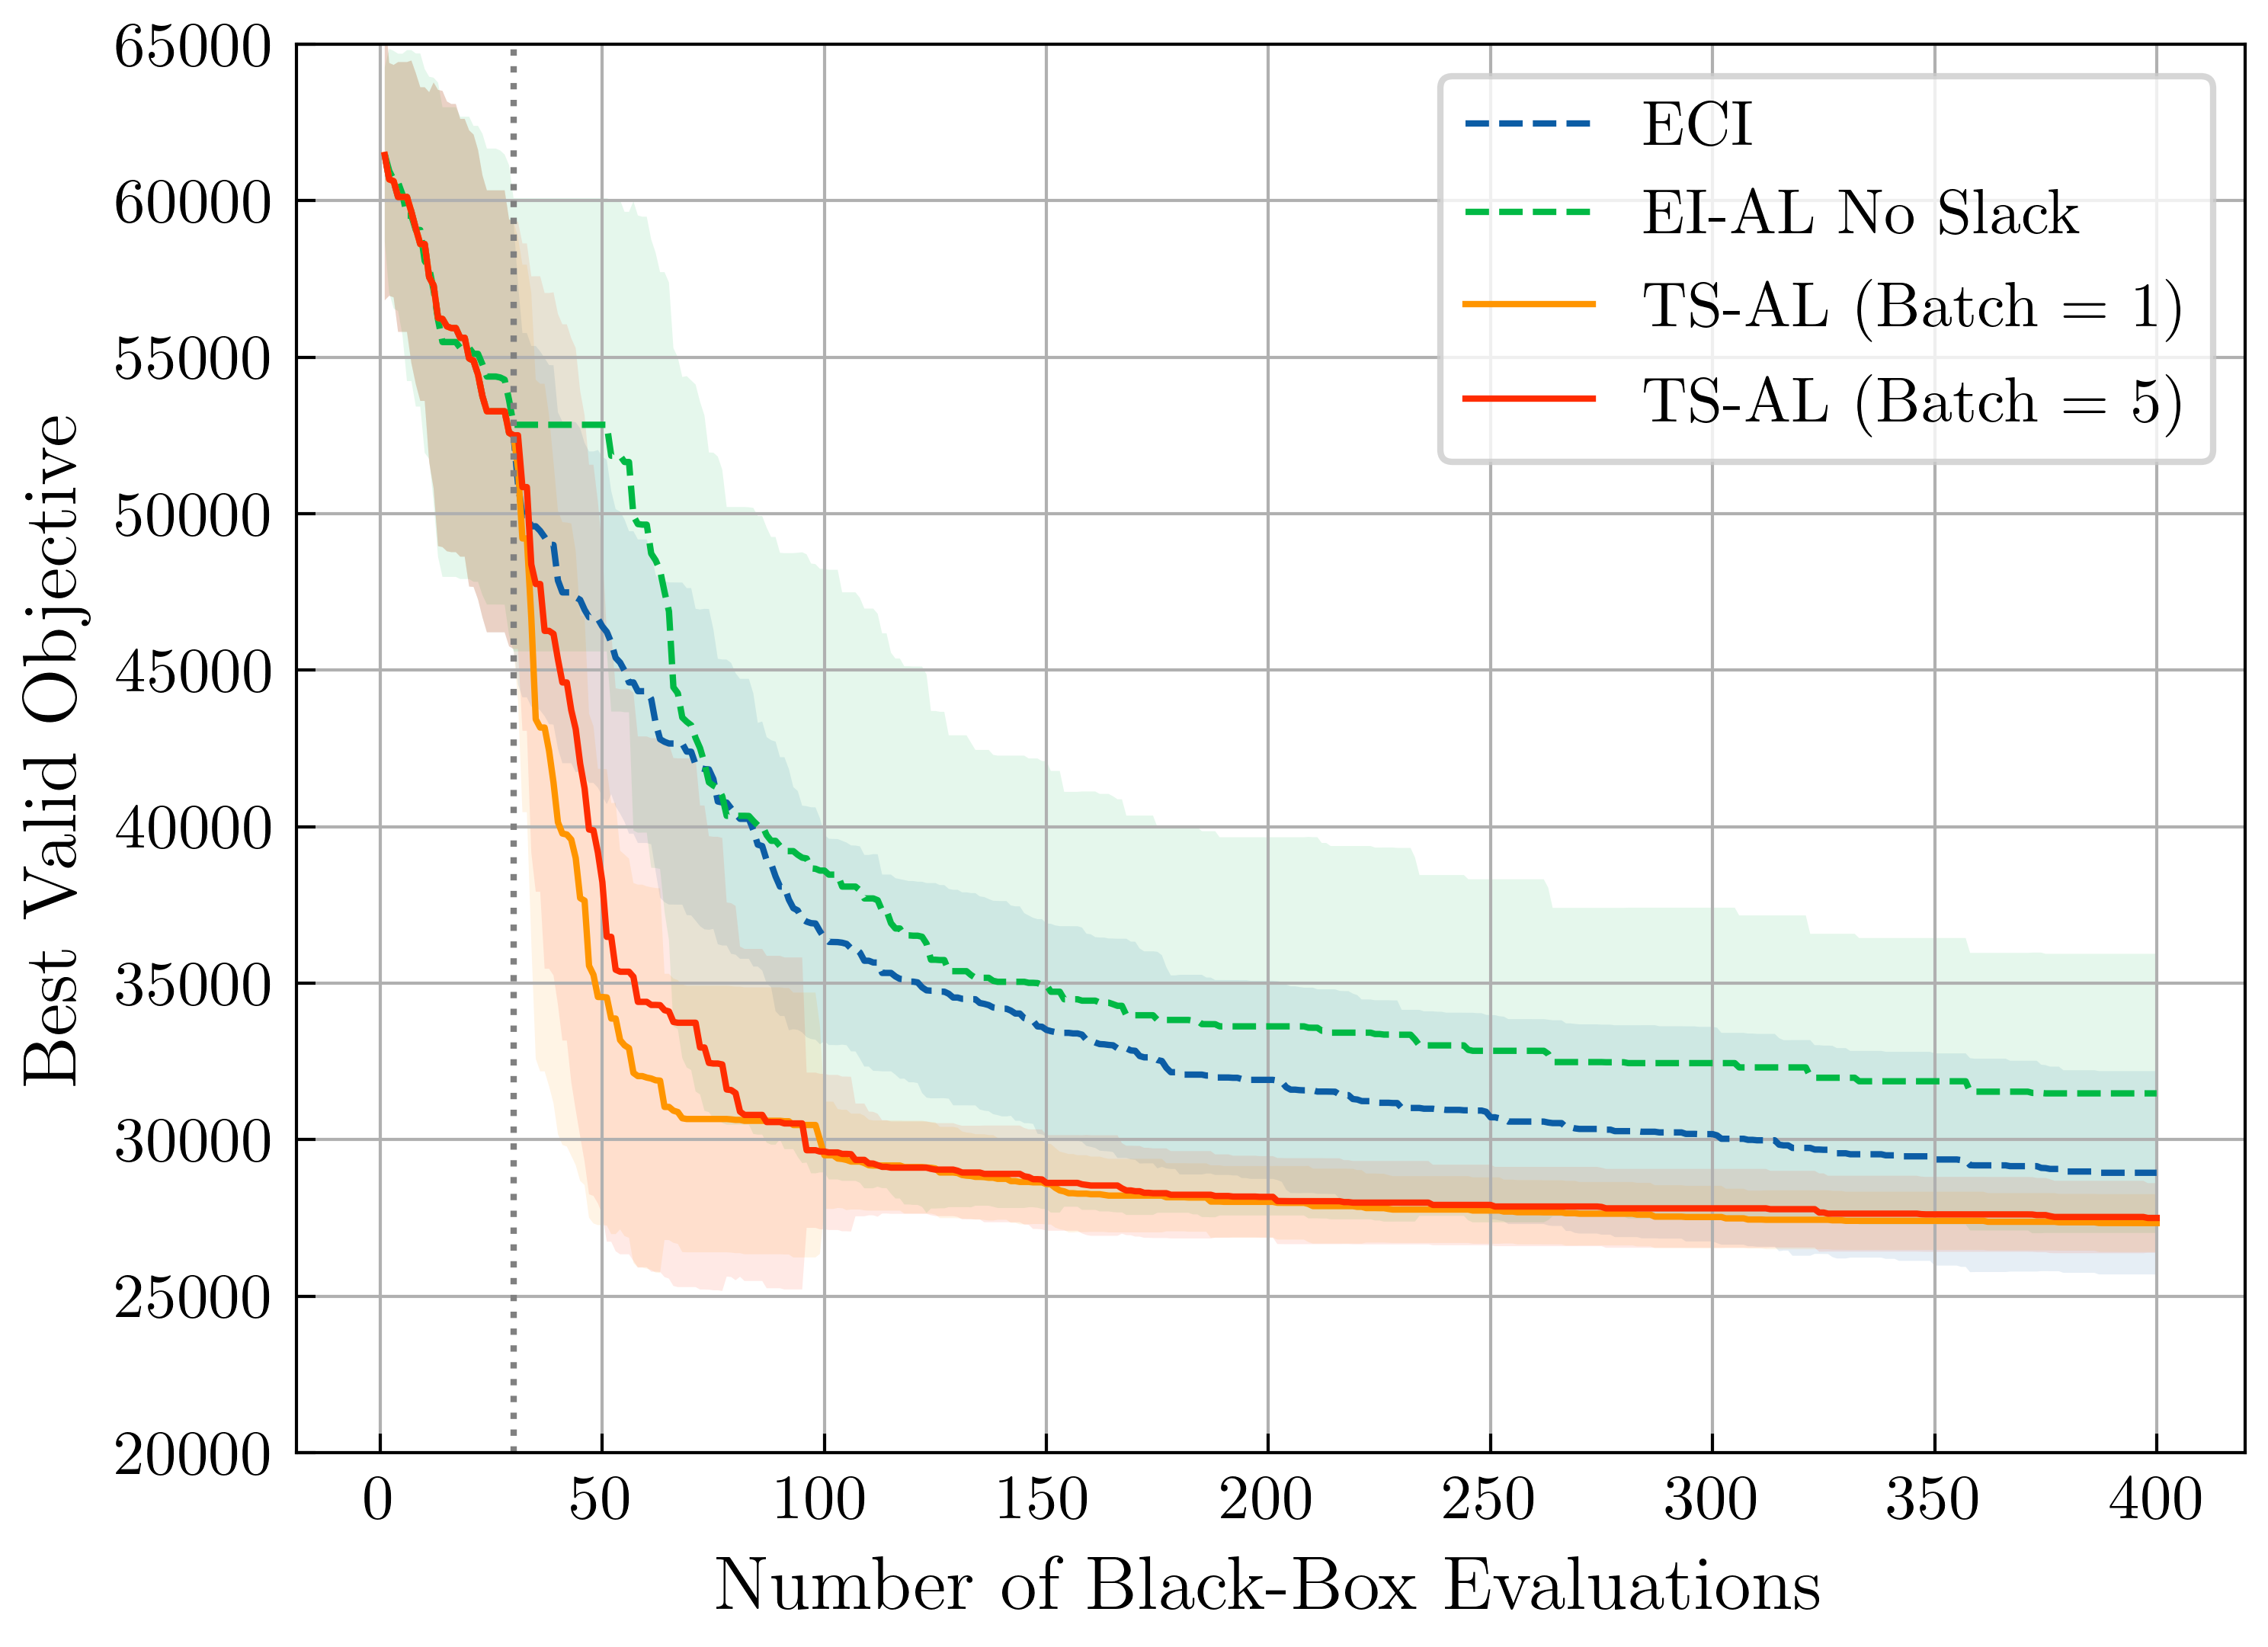 65000
60000
55000
50000
45000
40000
35000
30000
25000
20000
Best Valid Objective
ECI
EI-AL No Slack
TS-AL (Batch = 1)
TS-AL (Batch = 5)
0 50 100 150 200 250 300 350 400
Number of Black-Box Evaluations